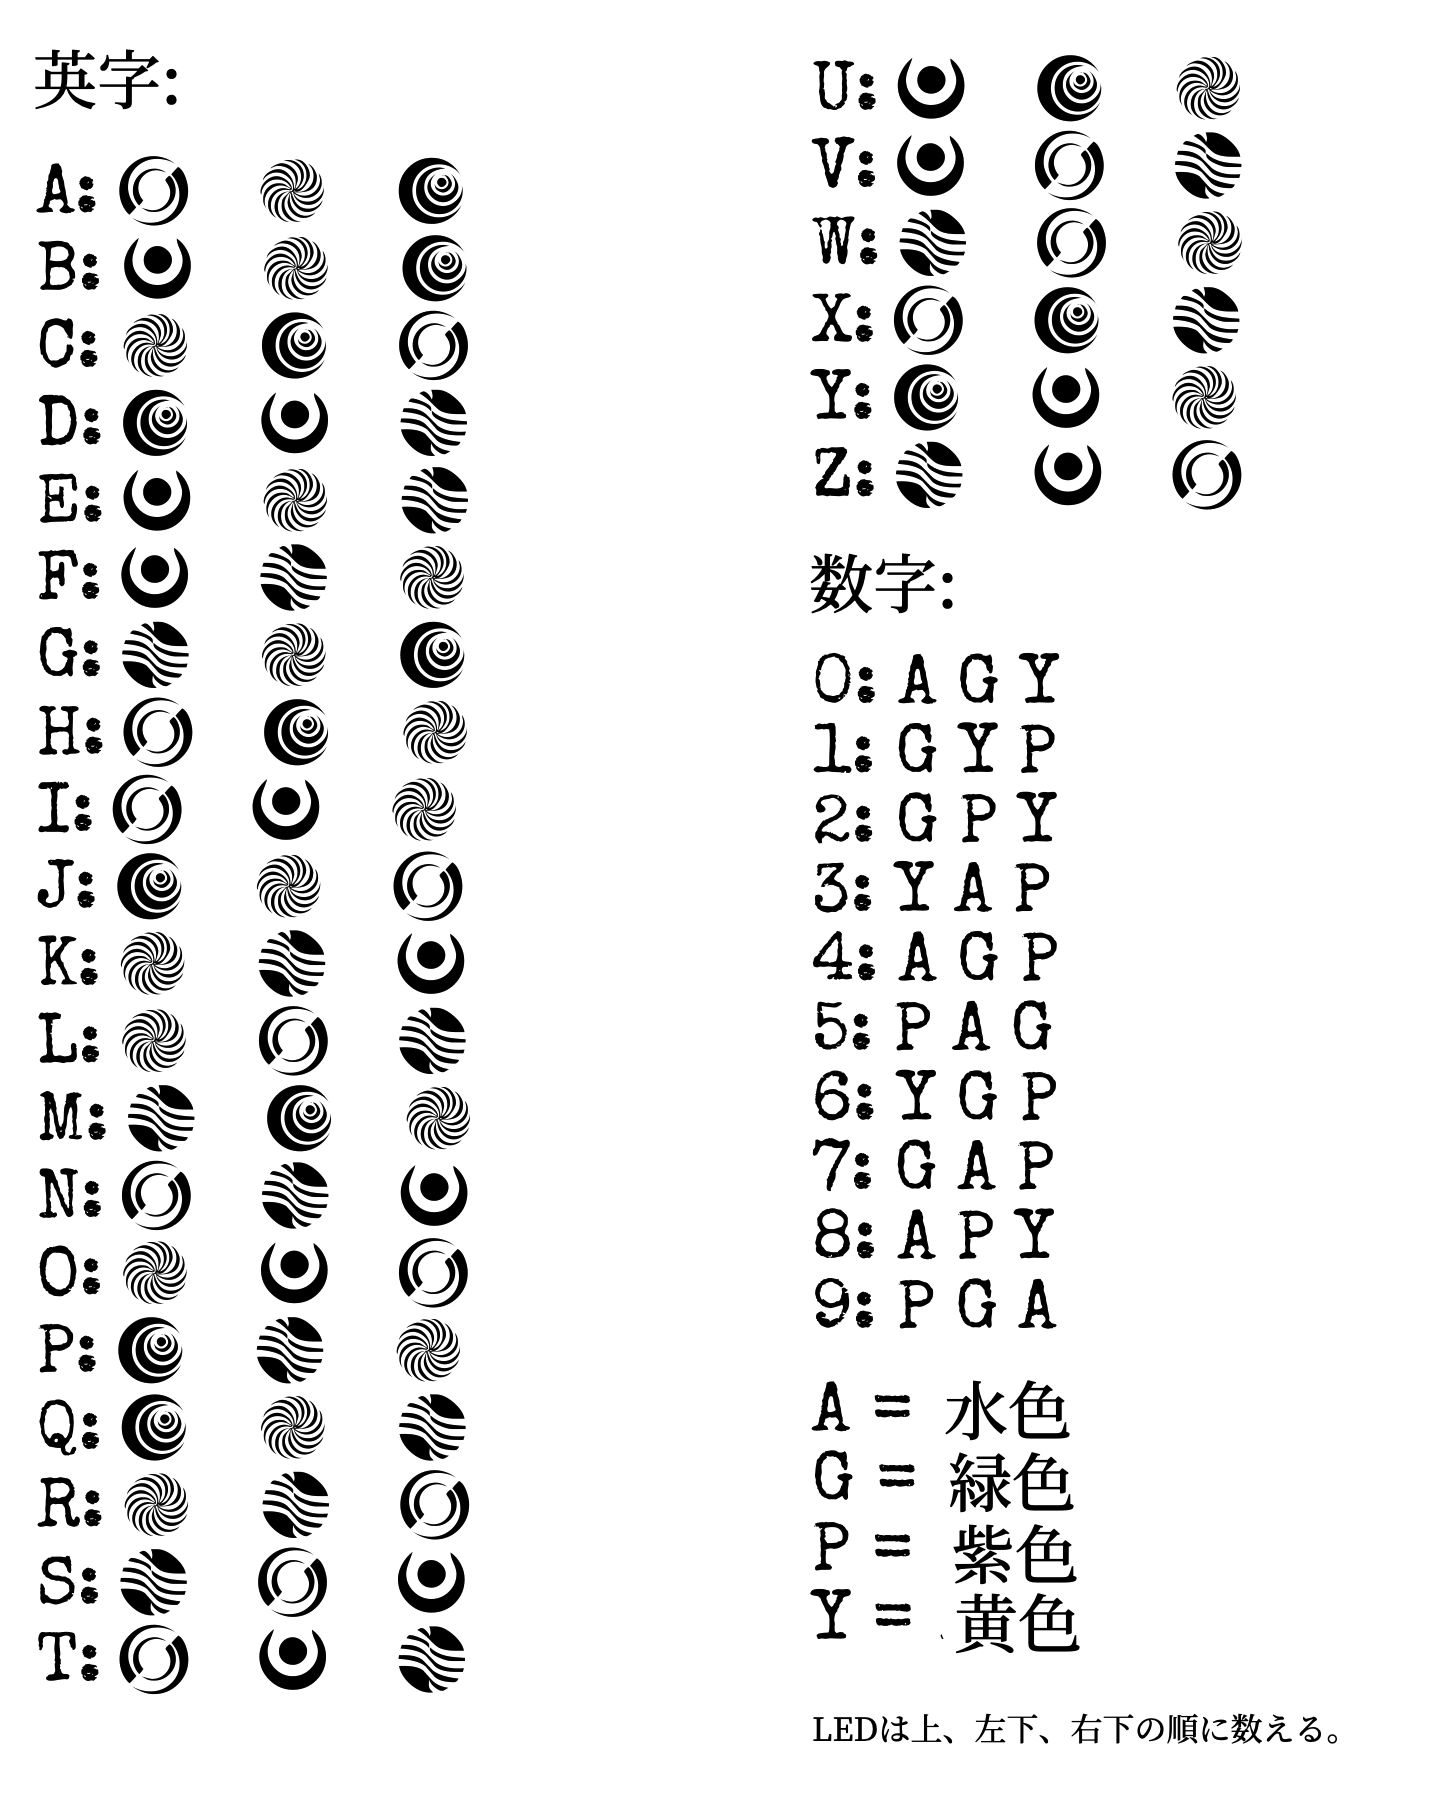 英字:
A:
B:
C:
D:
E:
F:
G:
H:
I:
J:
K:
L:
M:
N:
O:
P:
Q:
R:
S:
T:
U:
V:
W:
X:
Y:
Z:
数字:
0: A G Y
1: G Y P
2: G P Y
3: Y A P
4: A G P
5: P A G
6: Y G P
7: G A P
8: A P Y
9: P G A
A = 水色
G = 緑色
P = 紫色
Y = 黄色
LEDは上、左下、右下の順に数える。